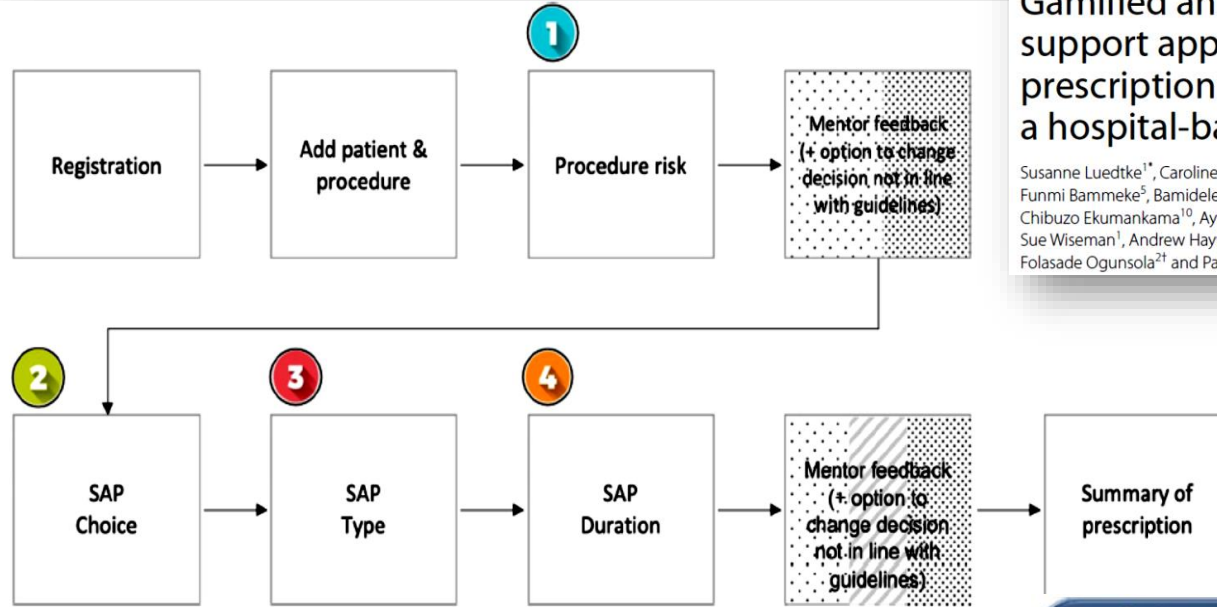 1
Registration
Add patient &
procedure
Procedure risk
Mentor feedback
(+ option to change
decision not in line
with guidelines)
Gamified an
support app
prescription
a hospital-ba
Susanne Luedtke1*, Caroline
Funmi Bammeke5, Bamidele
Chibuzo Ekumankama10, Ay
Sue Wiseman1, Andrew Hay
Folasade Ogunsola2† and Pa
2
3
4
SAP
Choice
SAP
Type
SAP
Duration
Mentor feedback
(+ option to
change decision
not in line with
guidelines)
Summary of
prescription